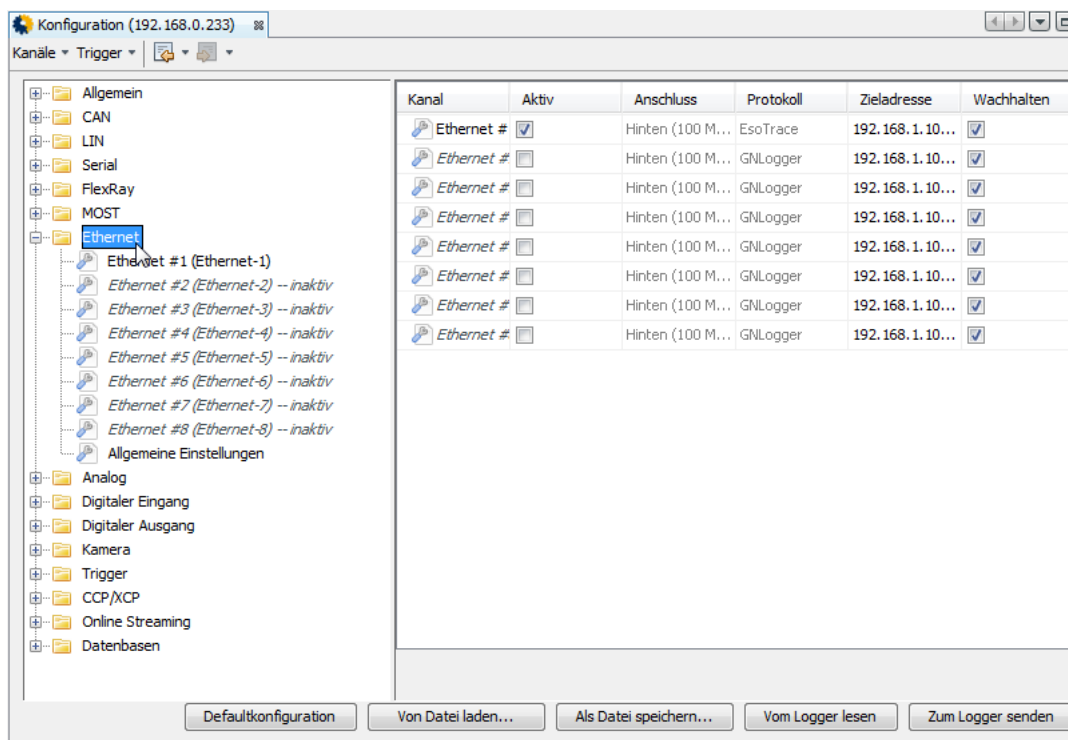 Konfiguration (192.168.0.233)
Kanäle Trigger
Allgemein
CAN
LIN
Serial
FlexRay
MOST
Ethernet
Ethernet #1 (Ethernet-1)
Ethernet #2 (Ethernet-2) -- inaktiv
Ethernet #3 (Ethernet-3) -- inaktiv
Ethernet #4 (Ethernet-4) -- inaktiv
Ethernet #5 (Ethernet-5) -- inaktiv
Ethernet #6 (Ethernet-6) -- inaktiv
Ethernet #7 (Ethernet-7) -- inaktiv
Ethernet #8 (Ethernet-8) -- inaktiv
Allgemeine Einstellungen
Analog
Digitaler Eingang
Digitaler Ausgang
Kamera
Trigger
CCP/XCP
Online Streaming
Datenbasen
Kanal Aktiv Anschluss Protokoll Zieladresse Wachhalten
Ethernet # Hinten (100 M... EsoTrace 192.168.1.10...
Ethernet # Hinten (100 M... GNLogger 192.168.1.10...
Ethernet # Hinten (100 M... GNLogger 192.168.1.10...
Ethernet # Hinten (100 M... GNLogger 192.168.1.10...
Ethernet # Hinten (100 M... GNLogger 192.168.1.10...
Ethernet # Hinten (100 M... GNLogger 192.168.1.10...
Ethernet # Hinten (100 M... GNLogger 192.168.1.10...
Ethernet # Hinten (100 M... GNLogger 192.168.1.10...
Defaultkonfiguration Von Datei laden... Als Datei speichern... Vom Logger lesen Zum Logger senden